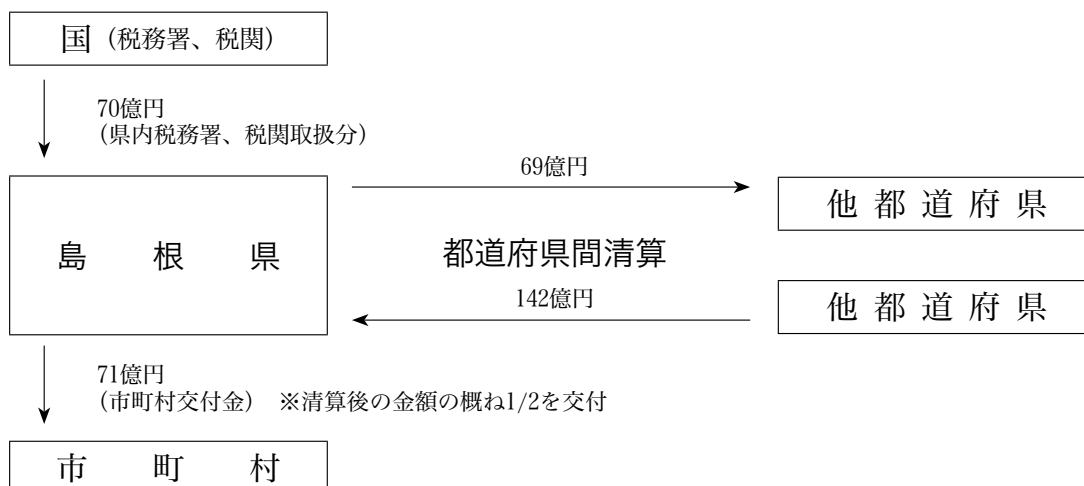 国（税務署、税関）
70億円
（県内税務署、税関取扱分）
69億円
他都道府県
島根県
都道府県間清算
142億円
他都道府県
71億円
（市町村交付金）　※清算後の金額の概ね1/2を交付
市町村